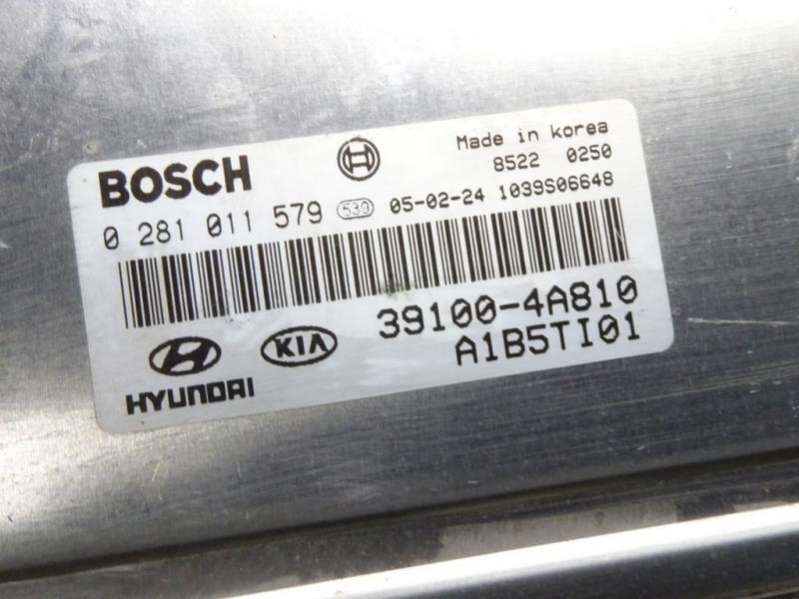 Made in korea
BOSCH
8522 0250
0 281 011 579 530 05-02-24 1039S06648
39100-4A810
KIA
A1B5TI01
HYUNDAI